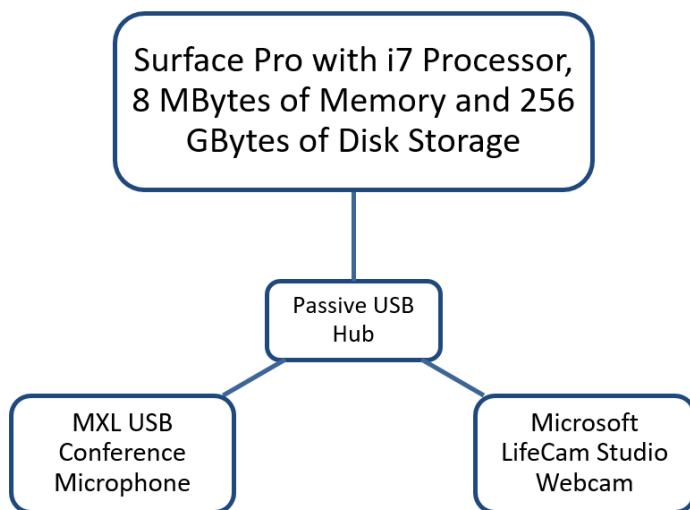 Surface Pro with i7 Processor,
8 MBytes of Memory and 256
GBytes of Disk Storage
Passive USB
Hub
MXL USB
Conference
Microphone
Microsoft
LifeCam Studio
Webcam